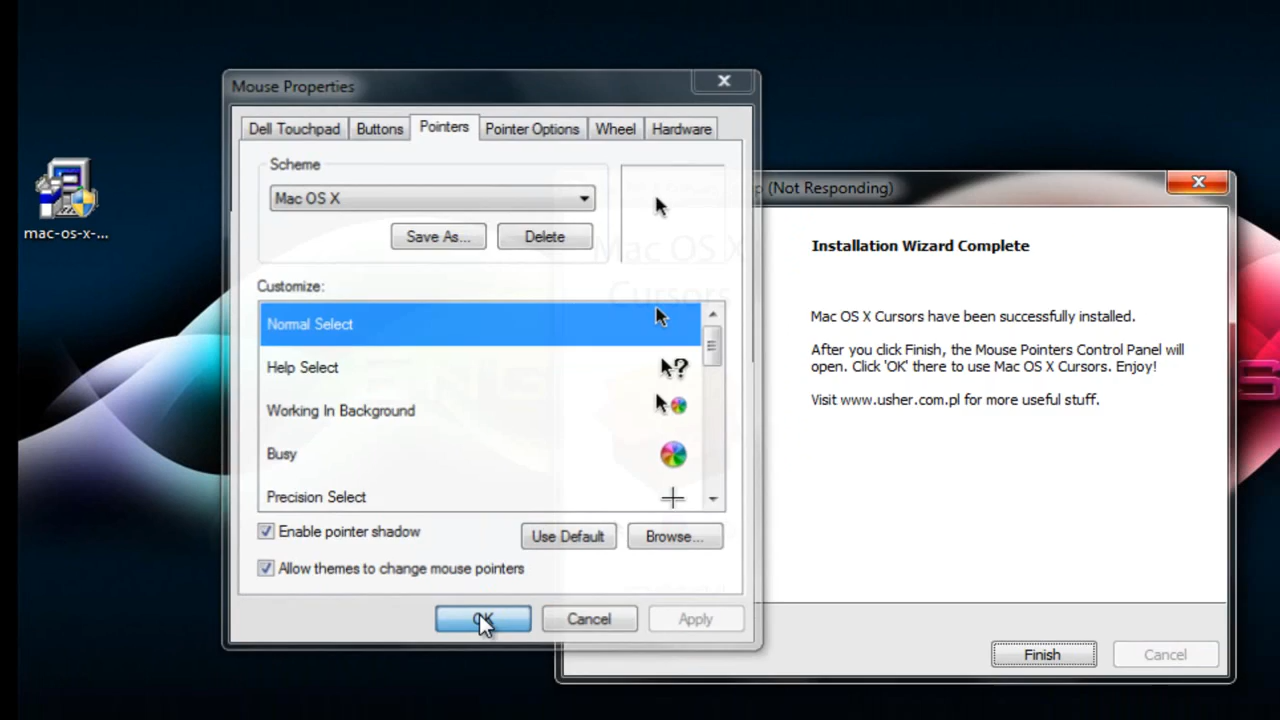 mac-os-x-...
Mouse Properties
Dell Touchpad
Buttons
Pointers
Pointer Options
Wheel
Hardware
Scheme
Mac OS X
Save As...
Delete
Customize:
Normal Select
Help Select
Working In Background
Busy
Precision Select
Enable pointer shadow
Use Default
Browse...
Allow themes to change mouse pointers
OK
Cancel
Apply
(Not Responding)
Mac OS X
Cursors
Installation Wizard Complete
Mac OS X Cursors have been successfully installed.
After you click Finish, the Mouse Pointers Control Panel will
open. Click 'OK' there to use Mac OS X Cursors. Enjoy!
Visit www.usher.com.pl for more useful stuff.
Finish
Cancel